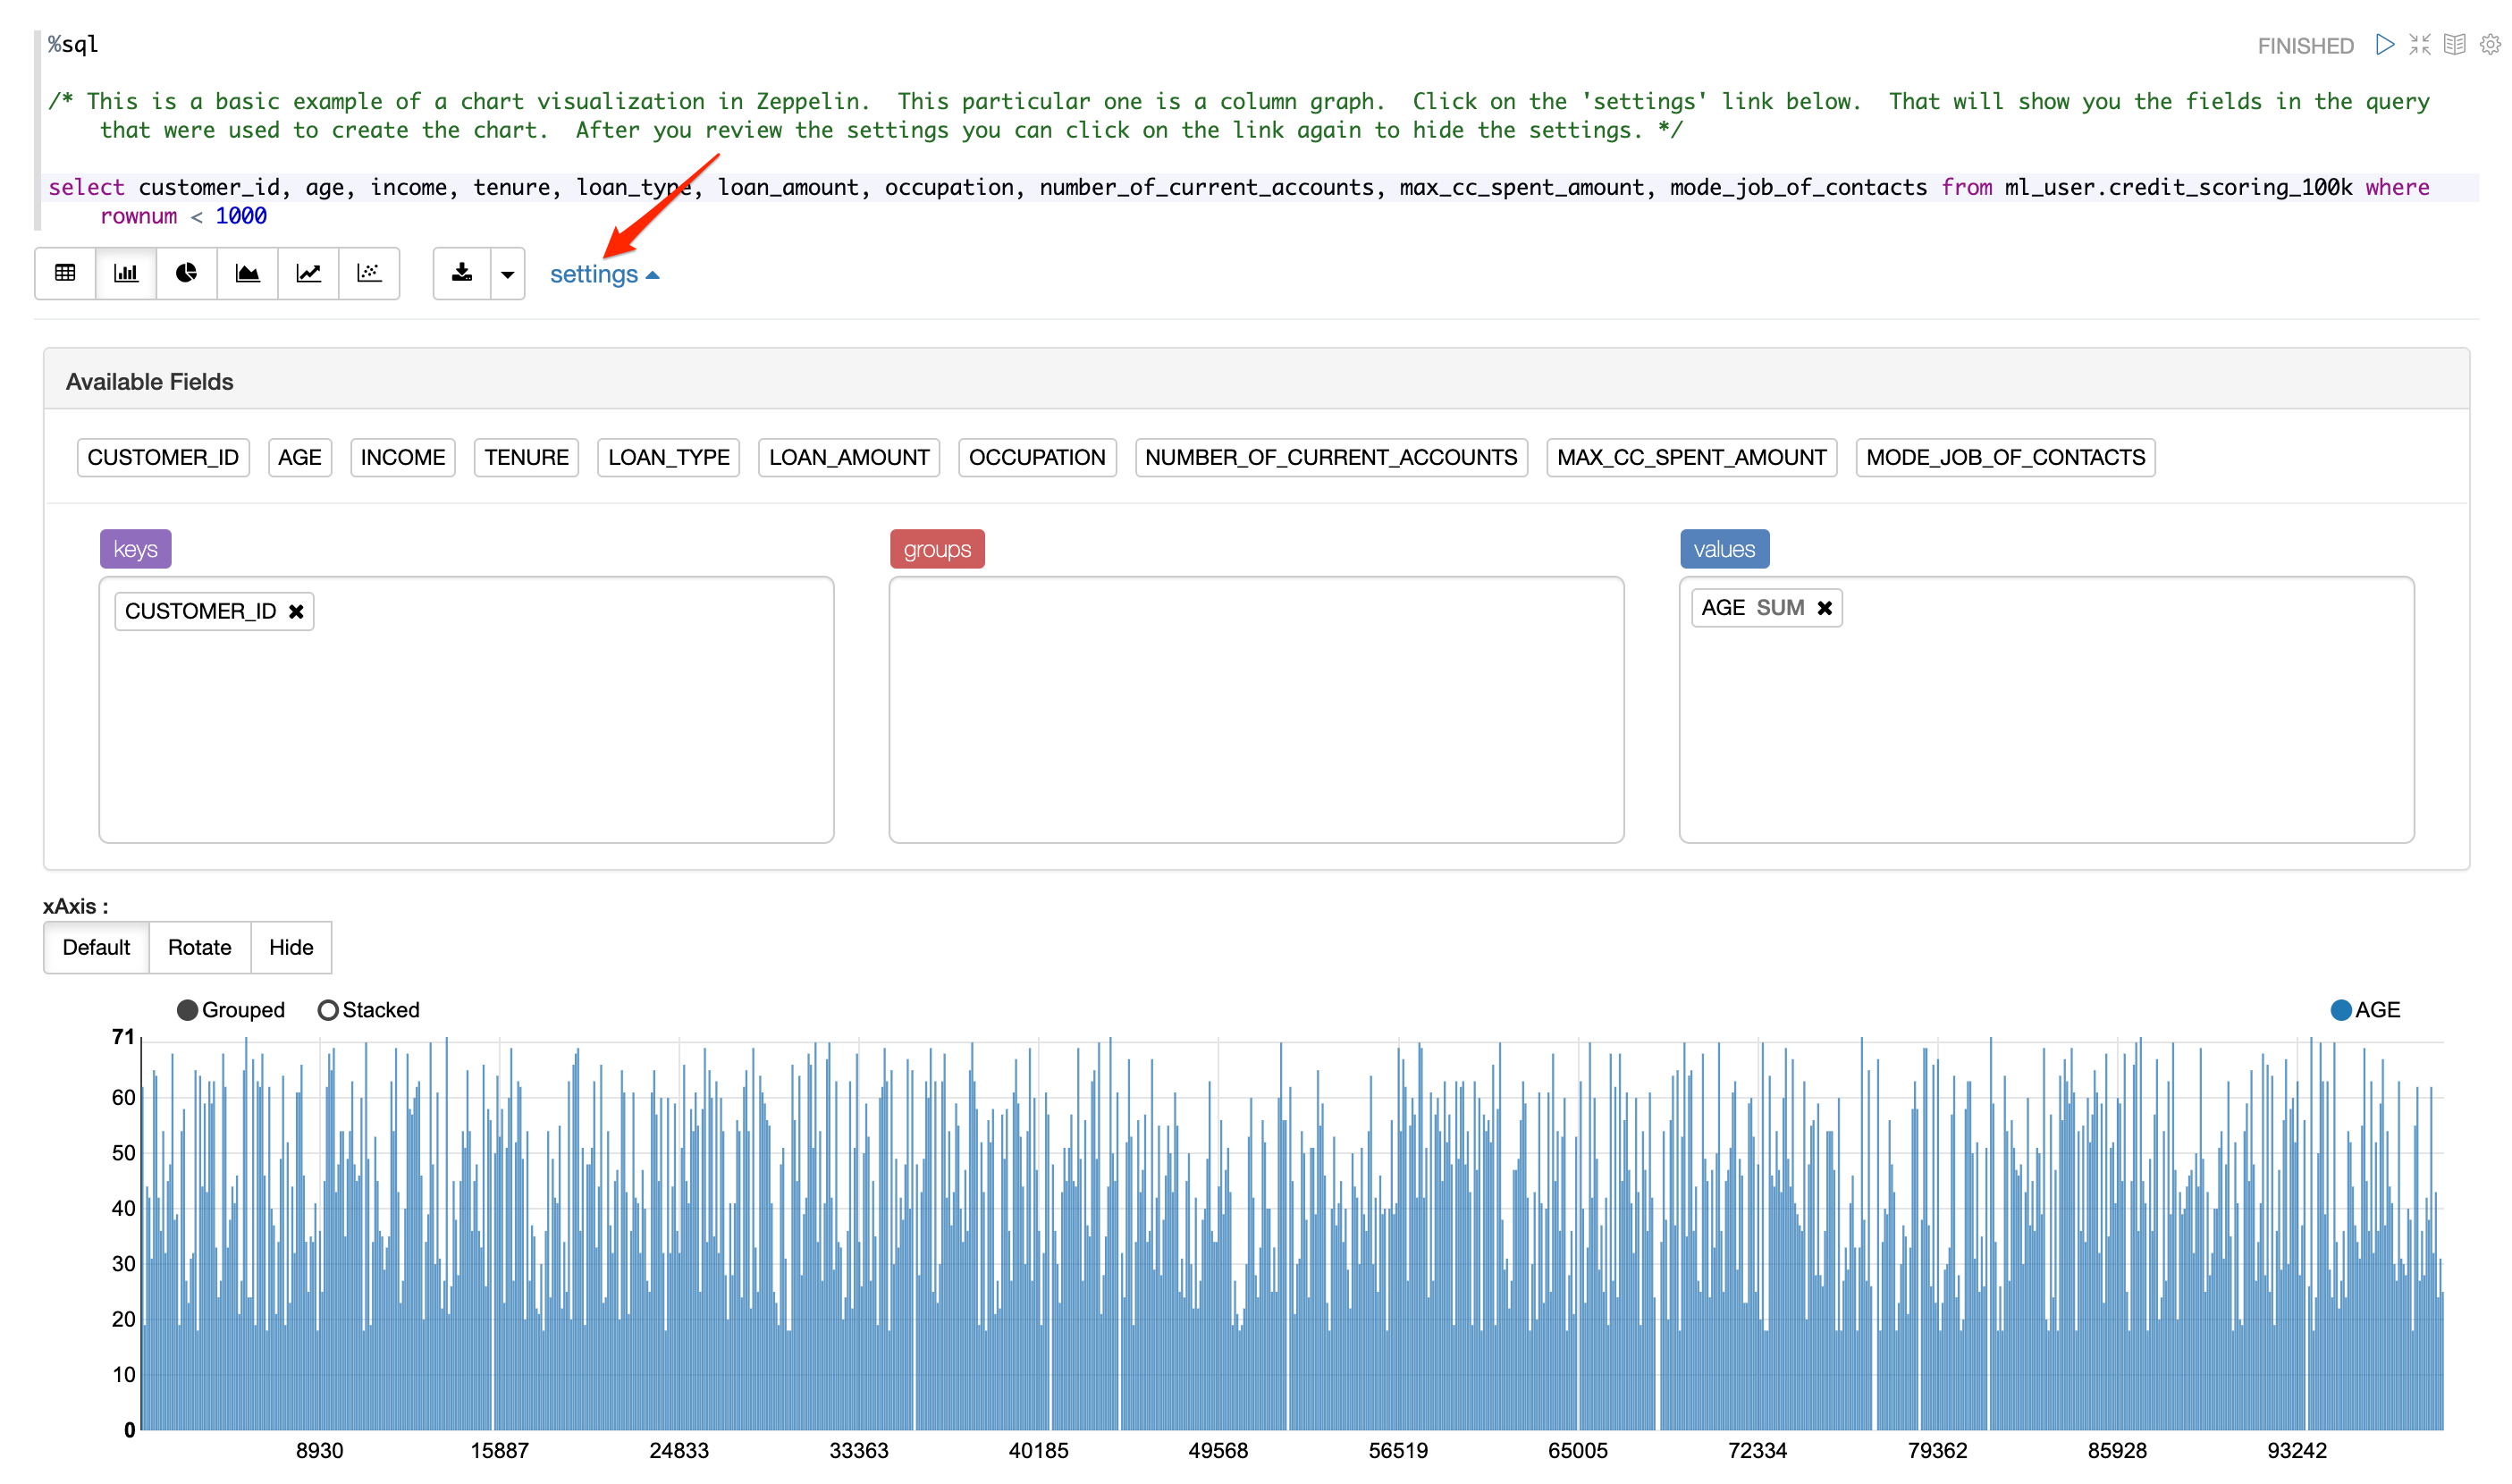 %sql
FINISHED
/* This is a basic example of a chart visualization in Zeppelin.  This particular one is a column graph.  Click on the 'settings' link below.  That will show you the fields in the query
that were used to create the chart.  After you review the settings you can click on the link again to hide the settings. */
select customer_id, age, income, tenure, loan_type, loan_amount, occupation, number_of_current_accounts, max_cc_spent_amount, mode_job_of_contacts from ml_user.credit_scoring_100k where
rownum < 1000
settings
Available Fields
CUSTOMER_ID AGE INCOME TENURE LOAN_TYPE LOAN_AMOUNT OCCUPATION NUMBER_OF_CURRENT_ACCOUNTS MAX_CC_SPENT_AMOUNT MODE_JOB_OF_CONTACTS
keys groups values
CUSTOMER_ID ✖ AGE SUM ✖
xAxis :
Default Rotate Hide
Grouped Stacked AGE
71
60
50
40
30
20
10
0
8930 15887 24833 33363 40185 49568 56519 65005 72334 79362 85928 93242